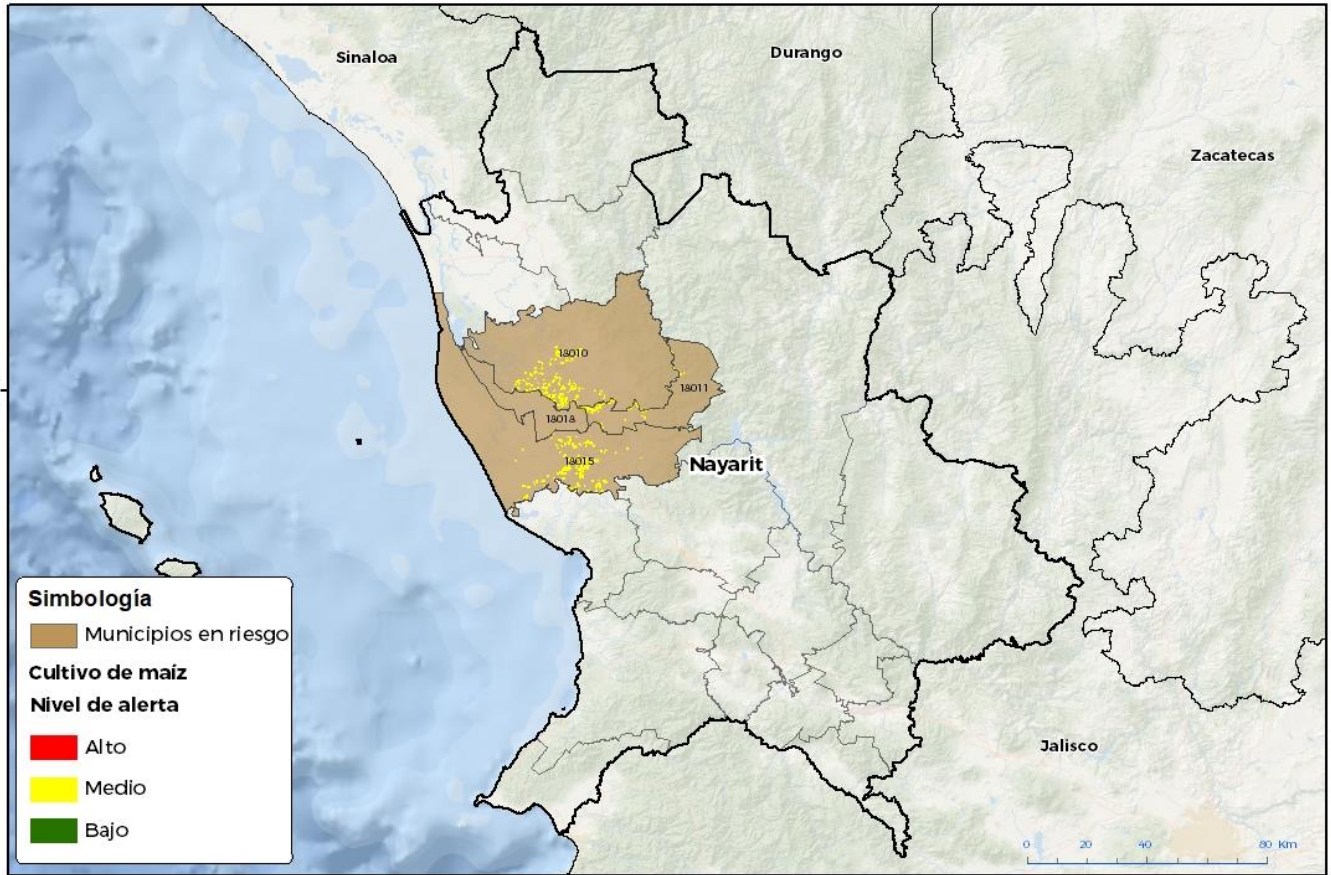 Sinaloa
Durango
Zacatecas
18010
18011
18018
18015
Nayarit
Simbología
Municipios en riesgo
Cultivo de maíz
Nivel de alerta
Alto
Medio
Bajo
Jalisco
0 20 40 80 Km